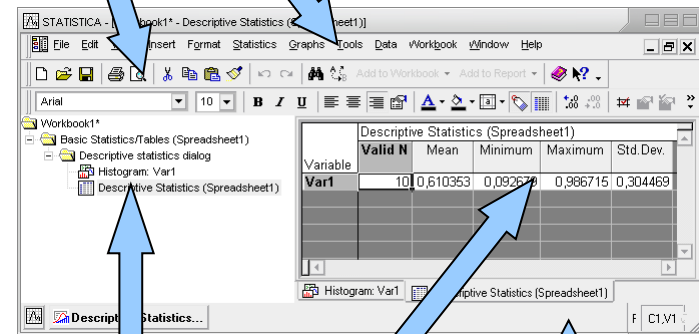 STATISTICA - [Workbook1* - Descriptive Statistics (Spreadsheet1)]
File Edit Insert Format Statistics Graphs Tools Data Workbook Window Help
Add to Workbook Add to Report
Arial 10 B I U A
Workbook1*
Basic Statistics/Tables (Spreadsheet1)
Descriptive statistics dialog
Histogram: Var1
Descriptive Statistics (Spreadsheet1)
Descriptive Statistics (Spreadsheet1)
Variable Valid N Mean Minimum Maximum Std.Dev.
Var1 10 0,610353 0,092679 0,986715 0,304469
Histogram: Var1 Descriptive Statistics (Spreadsheet1)
Descriptive Statistics... F C1,V1